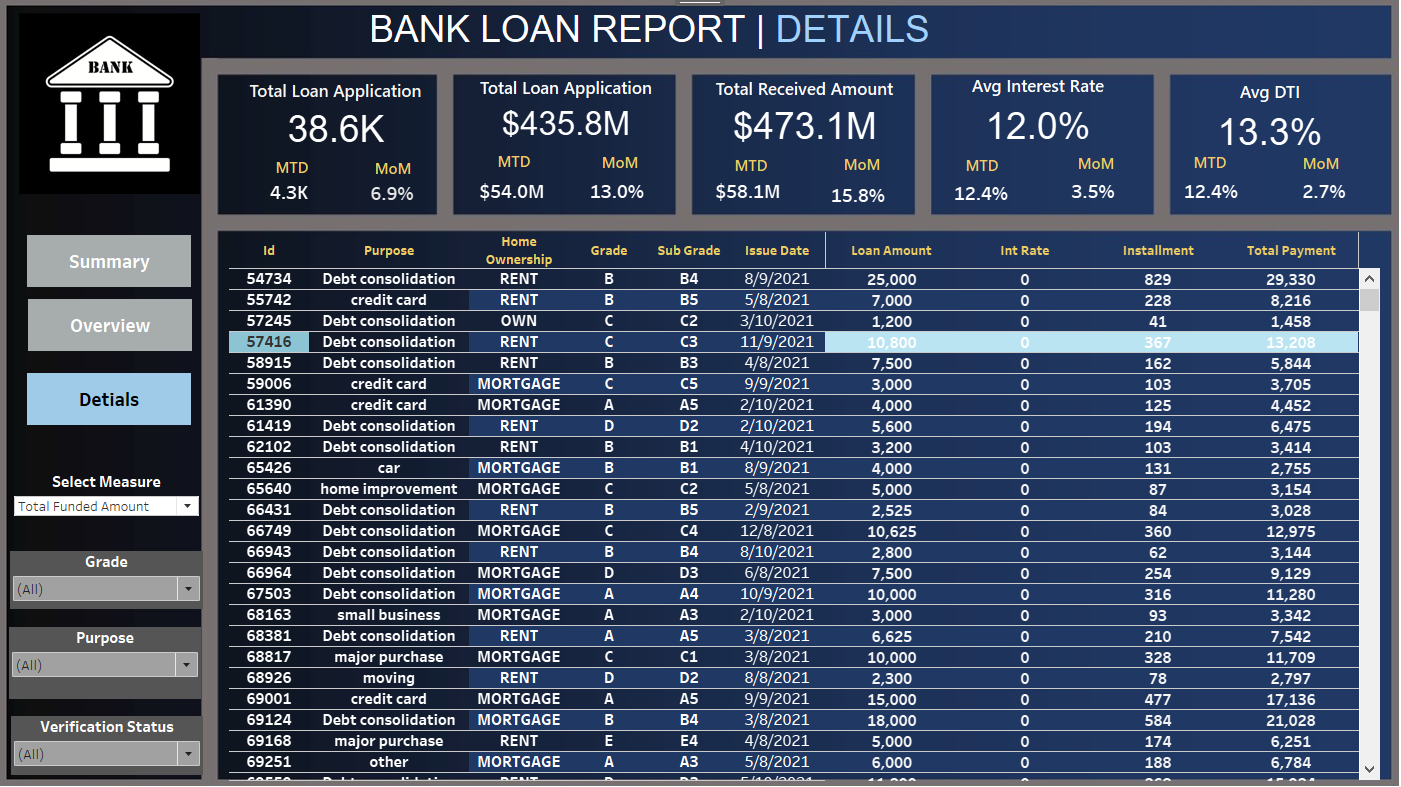 BANK LOAN REPORT | DETAILS
BANK
Total Loan Application
38.6K
MTD MoM
4.3K 6.9%
Total Loan Application
$435.8M
MTD MoM
$54.0M 13.0%
Total Received Amount
$473.1M
MTD MoM
$58.1M 15.8%
Avg Interest Rate
12.0%
MTD MoM
12.4% 3.5%
Avg DTI
13.3%
MTD MoM
12.4% 2.7%
Summary
Overview
Detials
Select Measure
Total Funded Amount
Grade
(All)
Purpose
(All)
Verification Status
(All)
Id Purpose Home Ownership Grade Sub Grade Issue Date Loan Amount Int Rate Installment Total Payment
54734 Debt consolidation RENT B B4 8/9/2021 25,000 0 829 29,330
55742 credit card RENT B B5 5/8/2021 7,000 0 228 8,216
57245 Debt consolidation OWN C C2 3/10/2021 1,200 0 41 1,458
57416 Debt consolidation RENT C C3 11/9/2021 10,800 0 367 13,208
58915 Debt consolidation RENT B B3 4/8/2021 7,500 0 162 5,844
59006 credit card MORTGAGE C C5 9/9/2021 3,000 0 103 3,705
61390 credit card MORTGAGE A A5 2/10/2021 4,000 0 125 4,452
61419 Debt consolidation RENT D D2 2/10/2021 5,600 0 194 6,475
62102 Debt consolidation RENT B B1 4/10/2021 3,200 0 103 3,414
65426 car MORTGAGE B B1 8/9/2021 4,000 0 131 2,755
65640 home improvement MORTGAGE C C2 5/8/2021 5,000 0 87 3,154
66431 Debt consolidation RENT B B5 2/9/2021 2,525 0 84 3,028
66749 Debt consolidation MORTGAGE C C4 12/8/2021 10,625 0 360 12,975
66943 Debt consolidation RENT B B4 8/10/2021 2,800 0 62 3,144
66964 Debt consolidation MORTGAGE D D3 6/8/2021 7,500 0 254 9,129
67503 Debt consolidation MORTGAGE A A4 10/9/2021 10,000 0 316 11,280
68163 small business MORTGAGE A A3 2/10/2021 3,000 0 93 3,342
68381 Debt consolidation RENT A A5 3/8/2021 6,625 0 210 7,542
68817 major purchase MORTGAGE C C1 3/8/2021 10,000 0 328 11,709
68926 moving RENT D D2 8/8/2021 2,300 0 78 2,797
69001 credit card MORTGAGE A A5 9/9/2021 15,000 0 477 17,136
69124 Debt consolidation MORTGAGE B B4 3/8/2021 18,000 0 584 21,028
69168 major purchase RENT E E4 4/8/2021 5,000 0 174 6,251
69251 other MORTGAGE A A3 5/8/2021 6,000 0 188 6,784